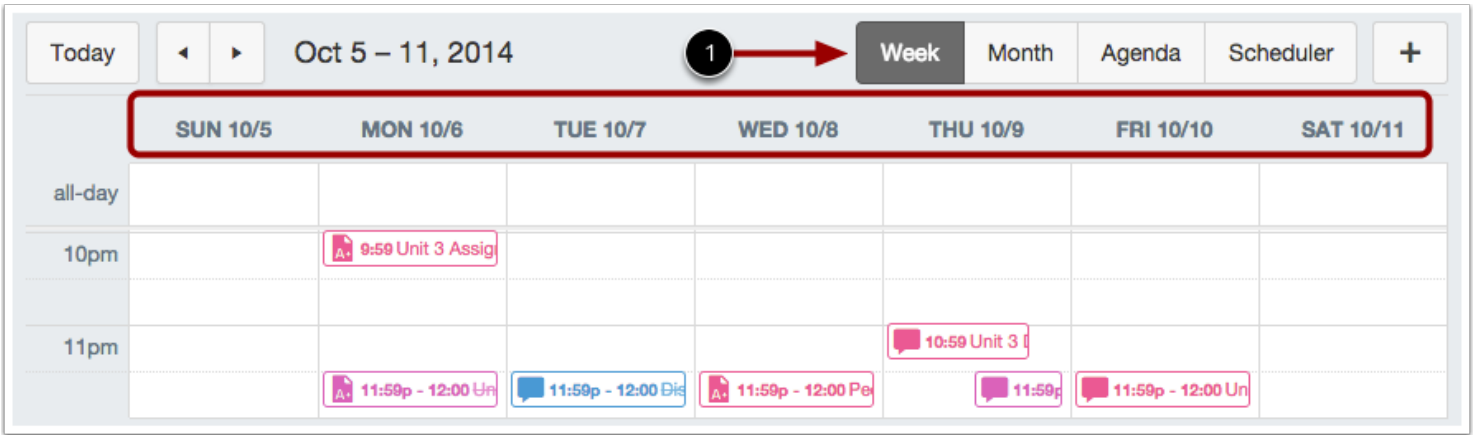 Today Oct 5 – 11, 2014 1 Week Month Agenda Scheduler +
SUN 10/5 MON 10/6 TUE 10/7 WED 10/8 THU 10/9 FRI 10/10 SAT 10/11
all-day
10pm A+ 9:59 Unit 3 Assig
11pm 10:59 Unit 3
A+ 11:59p - 12:00 Un 11:59p - 12:00 Dis A+ 11:59p - 12:00 Pe 11:59p 11:59p - 12:00 Un